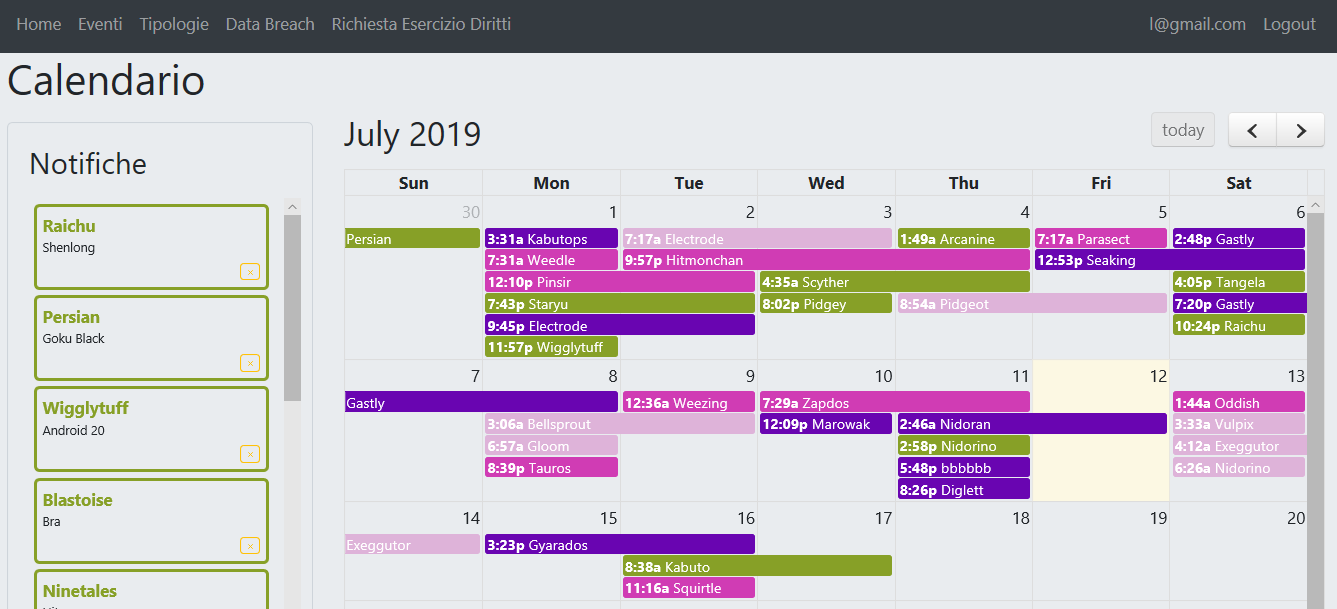 Home Eventi Tipologie Data Breach Richiesta Esercizio Diritti l@gmail.com Logout
Calendario
Notifiche
Raichu
Shenlong
Persian
Goku Black
Wigglytuff
Android 20
Blastoise
Bra
Ninetales
July 2019
today
Sun Mon Tue Wed Thu Fri Sat
30 1 2 3 4 5 6
Persian 3:31a Kabutops 7:17a Electrode 1:49a Arcanine 7:17a Parasect 2:48p Gastly
7:31a Weedle 9:57p Hitmonchan 12:53p Seaking
12:10p Pinsir 4:35a Scyther 4:05p Tangela
7:43p Staryu 8:02p Pidgey 8:54a Pidgeot 7:20p Gastly
9:45p Electrode 10:24p Raichu
11:57p Wigglytuff
7 8 9 10 11 12 13
Gastly 12:36a Weezing 7:29a Zapdos 1:44a Oddish
3:06a Bellsprout 12:09p Marowak 2:46a Nidoran 3:33a Vulpix
6:57a Gloom 2:58p Nidorino 4:12a Exeggutor
8:39p Tauros 5:48p bbbbbb 6:26a Nidorino
8:26p Diglett
14 15 16 17 18 19 20
Exeggutor 3:23p Gyarados
8:38a Kabuto
11:16a Squirtle